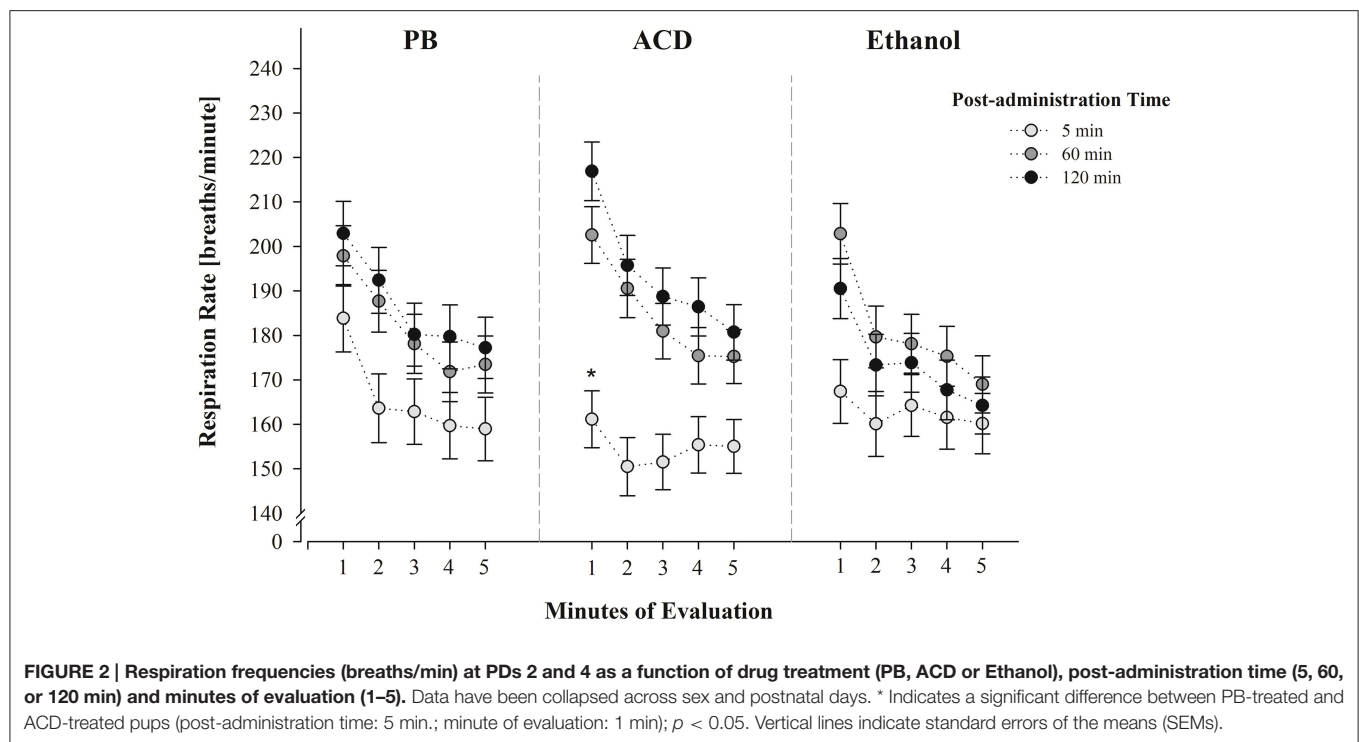 PB ACD Ethanol
Respiration Rate [breaths/minute]
240
230
220
210
200
190
180
170
160
150
140
0
Post-administration Time
5 min
60 min
120 min
*
1 2 3 4 5 1 2 3 4 5 1 2 3 4 5
Minutes of Evaluation
FIGURE 2 | Respiration frequencies (breaths/min) at PDs 2 and 4 as a function of drug treatment (PB, ACD or Ethanol), post-administration time (5, 60,
or 120 min) and minutes of evaluation (1–5). Data have been collapsed across sex and postnatal days. * Indicates a significant difference between PB-treated and
ACD-treated pups (post-administration time: 5 min.; minute of evaluation: 1 min); p < 0.05. Vertical lines indicate standard errors of the means (SEMs).